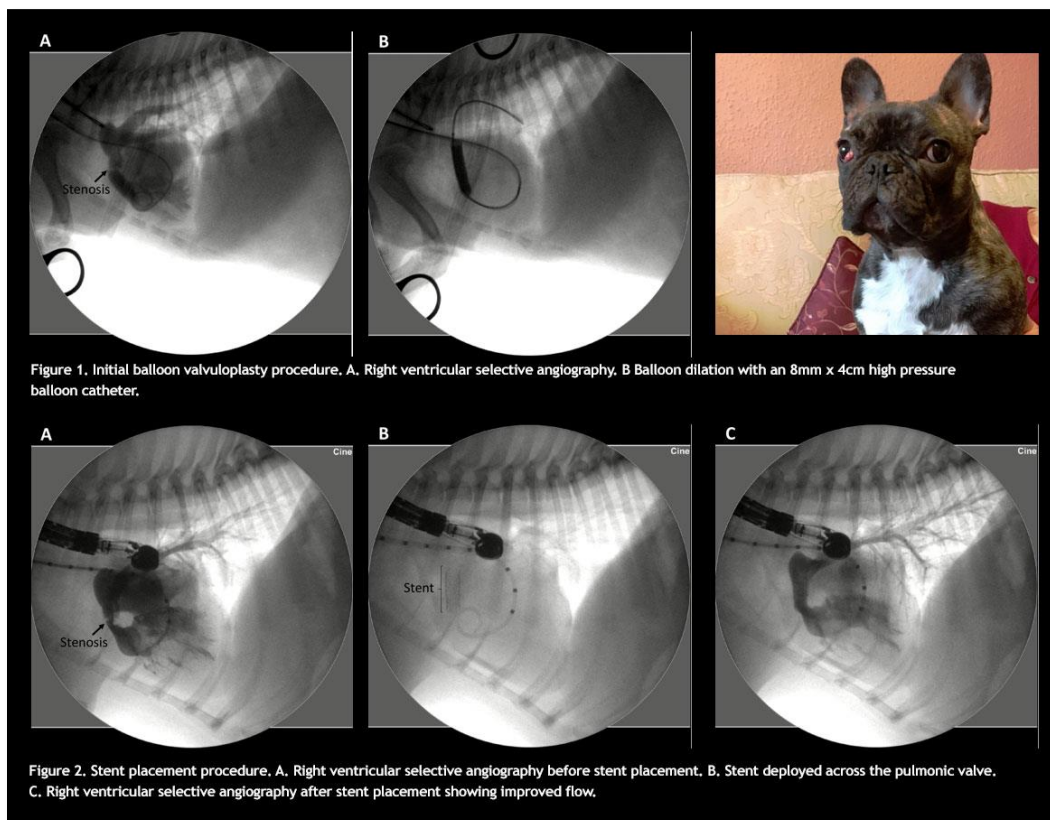 A
B
Stenosis
Figure 1. Initial balloon valvuloplasty procedure. A. Right ventricular selective angiography. B Balloon dilation with an 8mm x 4cm high pressure
balloon catheter.
A
B
C
Cine
Cine
Cine
Stent
Stenosis
Figure 2. Stent placement procedure. A. Right ventricular selective angiography before stent placement. B. Stent deployed across the pulmonic valve.
C. Right ventricular selective angiography after stent placement showing improved flow.